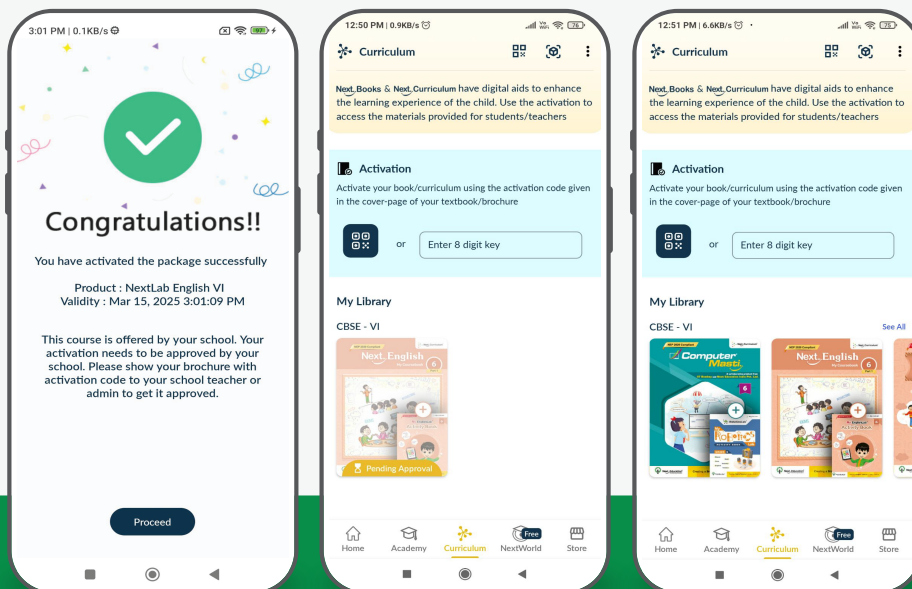 3:01 PM | 0.1KB/s
Congratulations!!
You have activated the package successfully
Product : NextLab English VI
Validity : Mar 15, 2025 3:01:09 PM
This course is offered by your school. Your
activation needs to be approved by your
school. Please show your brochure with
activation code to your school teacher or
admin to get it approved.
Proceed
12:50 PM | 0.9KB/s
76
Curriculum
Next Books & Next Curriculum have digital aids to enhance
the learning experience of the child. Use the activation to
access the materials provided for students/teachers
Activation
Activate your book/curriculum using the activation code given
in the cover-page of your textbook/brochure
or
Enter 8 digit key
My Library
CBSE - VI
Next English
6
Pending Approval
Home
Academy
Curriculum
Free
NextWorld
Store
12:51 PM | 6.6KB/s
75
Curriculum
Next Books & Next Curriculum have digital aids to enhance
the learning experience of the child. Use the activation to
access the materials provided for students/teachers
Activation
Activate your book/curriculum using the activation code given
in the cover-page of your textbook/brochure
or
Enter 8 digit key
My Library
CBSE - VI
See All
Computer
Masti
6
Next English
6
Activity Book
Home
Academy
Curriculum
Free
NextWorld
Store